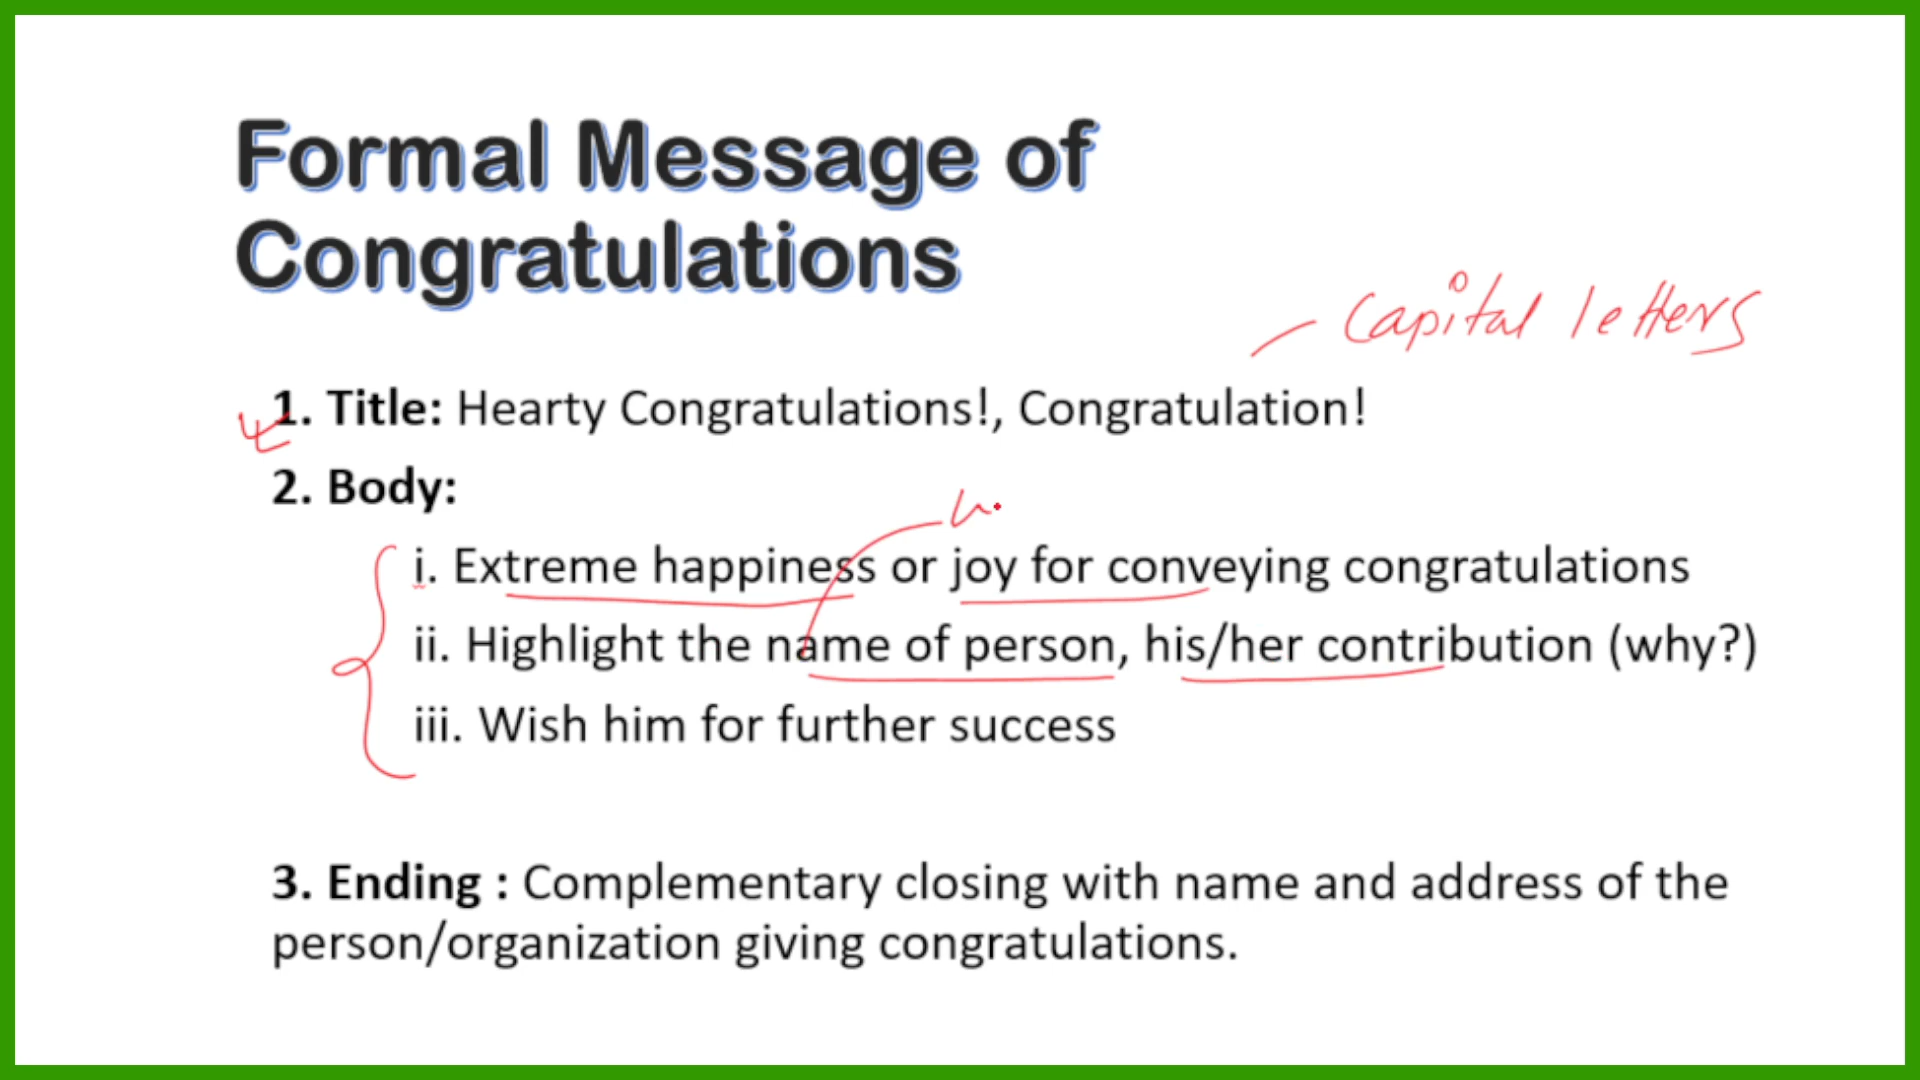 Formal Message of
Congratulations
capital letters
1. Title: Hearty Congratulations!, Congratulation!
2. Body:
i. Extreme happiness or joy for conveying congratulations
ii. Highlight the name of person, his/her contribution (why?)
iii. Wish him for further success
3. Ending : Complementary closing with name and address of the
person/organization giving congratulations.